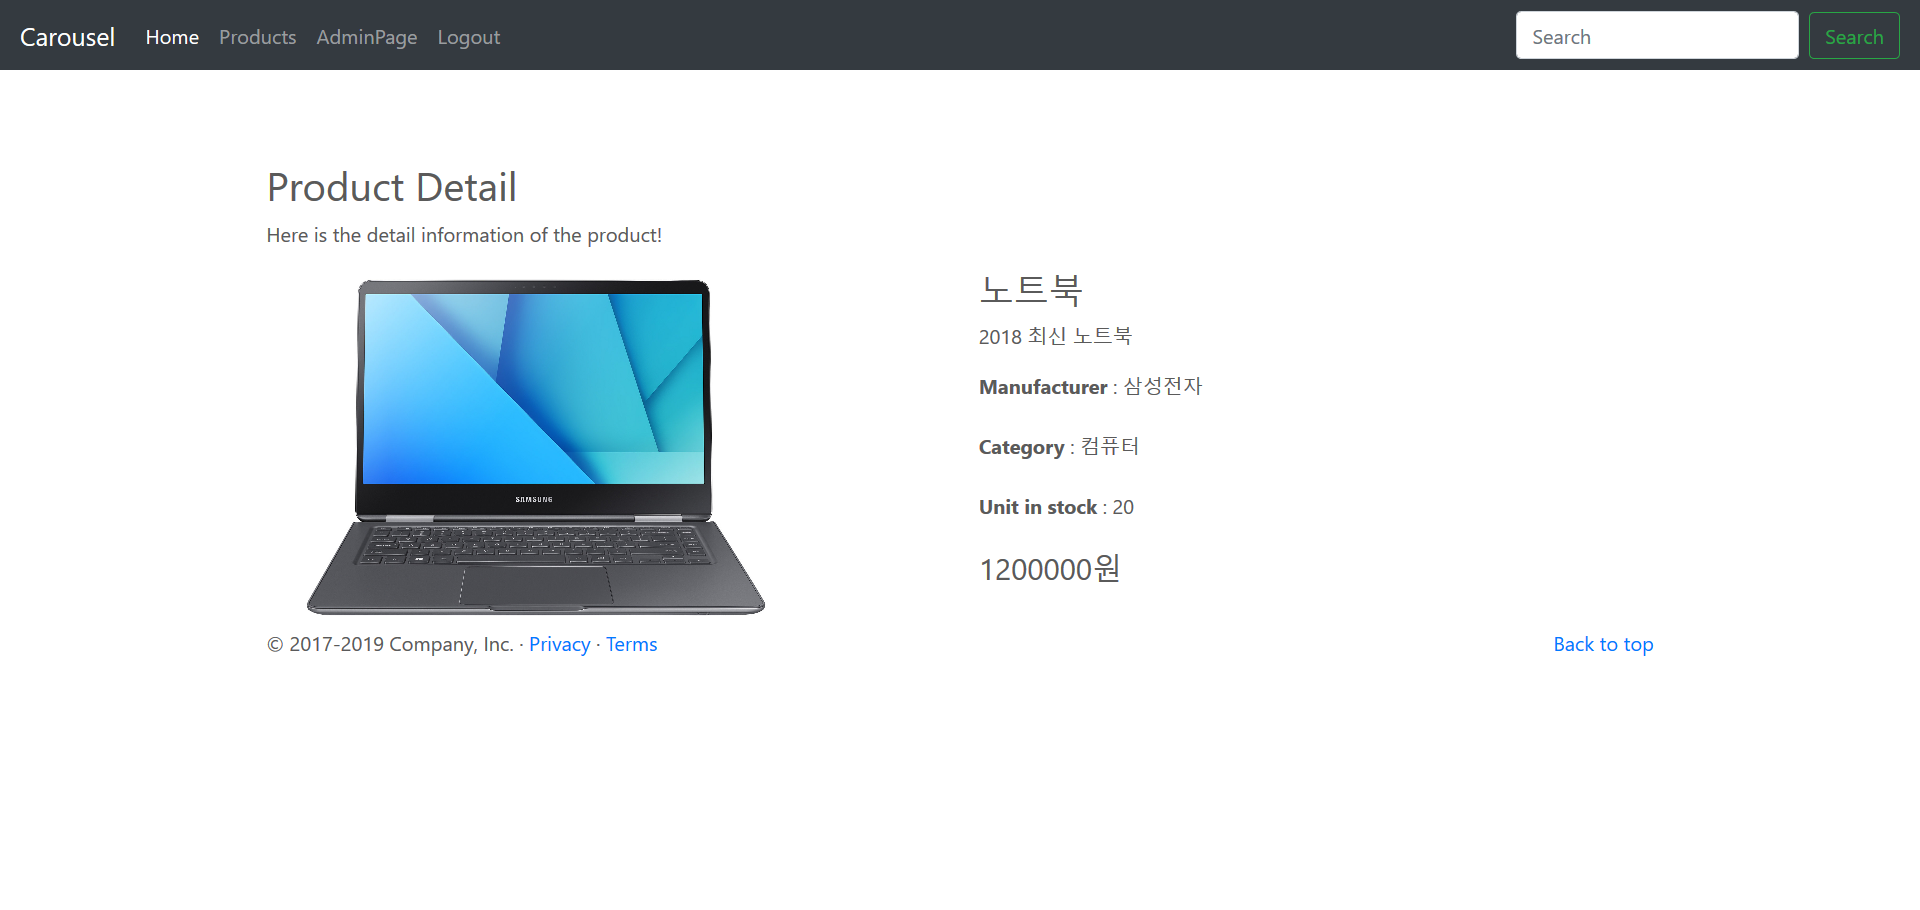 Carousel Home Products AdminPage Logout Search Search
Product Detail
Here is the detail information of the product!
SAMSUNG
노트북
2018 최신 노트북
Manufacturer : 삼성전자
Category : 컴퓨터
Unit in stock : 20
1200000원
© 2017-2019 Company, Inc. · Privacy · Terms
Back to top